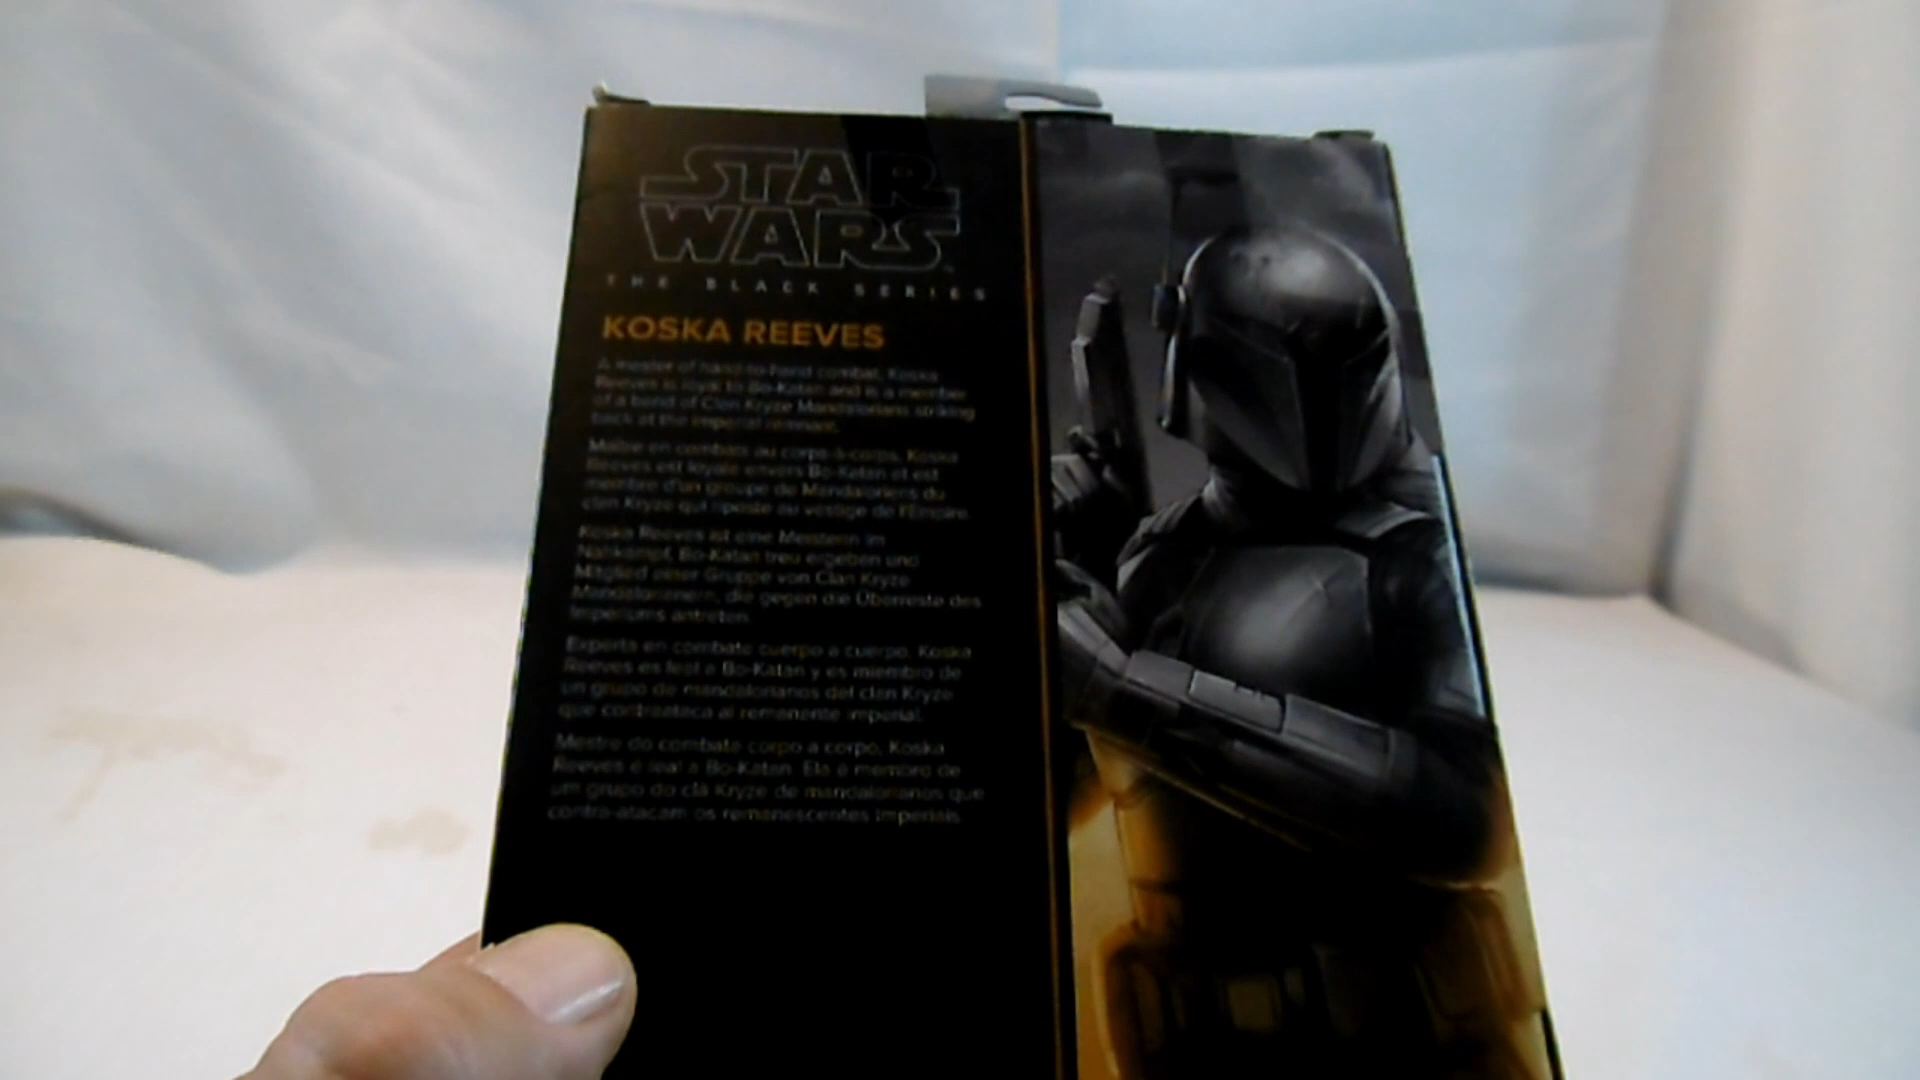 STAR
WARS
THE BLACK SERIES
KOSKA REEVES
A master of hand-to-hand combat, Koska
Reeves is loyal to Bo-Katan and is a member
of a band of Clan Kryze Mandalorians striking
back at the Imperial remnant.
Maître en combats au corps-à-corps, Koska
Reeves est loyale envers Bo-Katan et est
membre d'un groupe de Mandaloriens du
clan Kryze qui riposte au vestige de l'Empire.
Koska Reeves ist eine Meisterin im
Nahkampf, Bo-Katan treu ergeben und
Mitglied einer Gruppe von Clan Kryze
Mandalorianern, die gegen die Überreste des
Imperiums antreten.
Experta en combate cuerpo a cuerpo, Koska
Reeves es leal a Bo-Katan y es miembro de
un grupo de mandalorianos del clan Kryze
que contraataca al remanente imperial.
Mestre do combate corpo a corpo, Koska
Reeves é leal a Bo-Katan. Ela é membro de
um grupo do clã Kryze de mandalorianos que
contra-atacam os remanescentes imperiais.